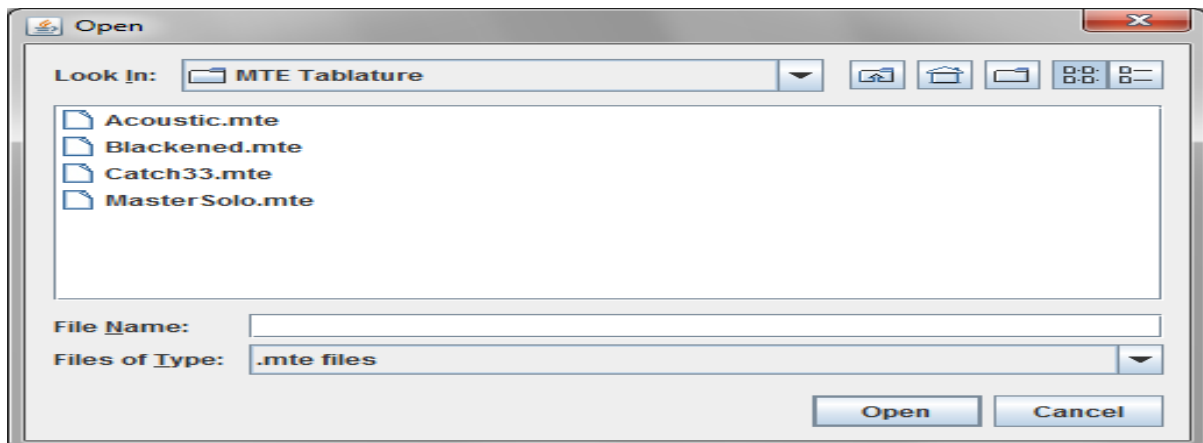 Open
Look In: MTE Tablature
Acoustic.mte
Blackened.mte
Catch33.mte
MasterSolo.mte
File Name:
Files of Type: .mte files
Open Cancel